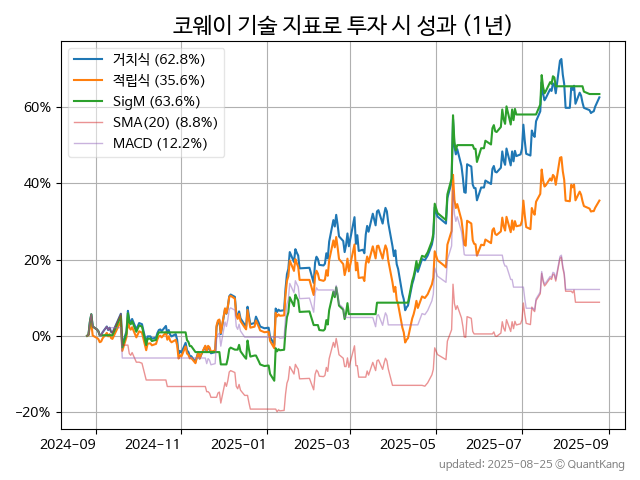 코웨이 기술 지표로 투자 시 성과 (1년)
거치식 (62.8%)
적립식 (35.6%)
SigM (63.6%)
SMA(20) (8.8%)
MACD (12.2%)
60%
40%
20%
0%
−20%
2024−09 2024−11 2025−01 2025−03 2025−05 2025−07 2025−09
updated: 2025−08−25 © QuantKang